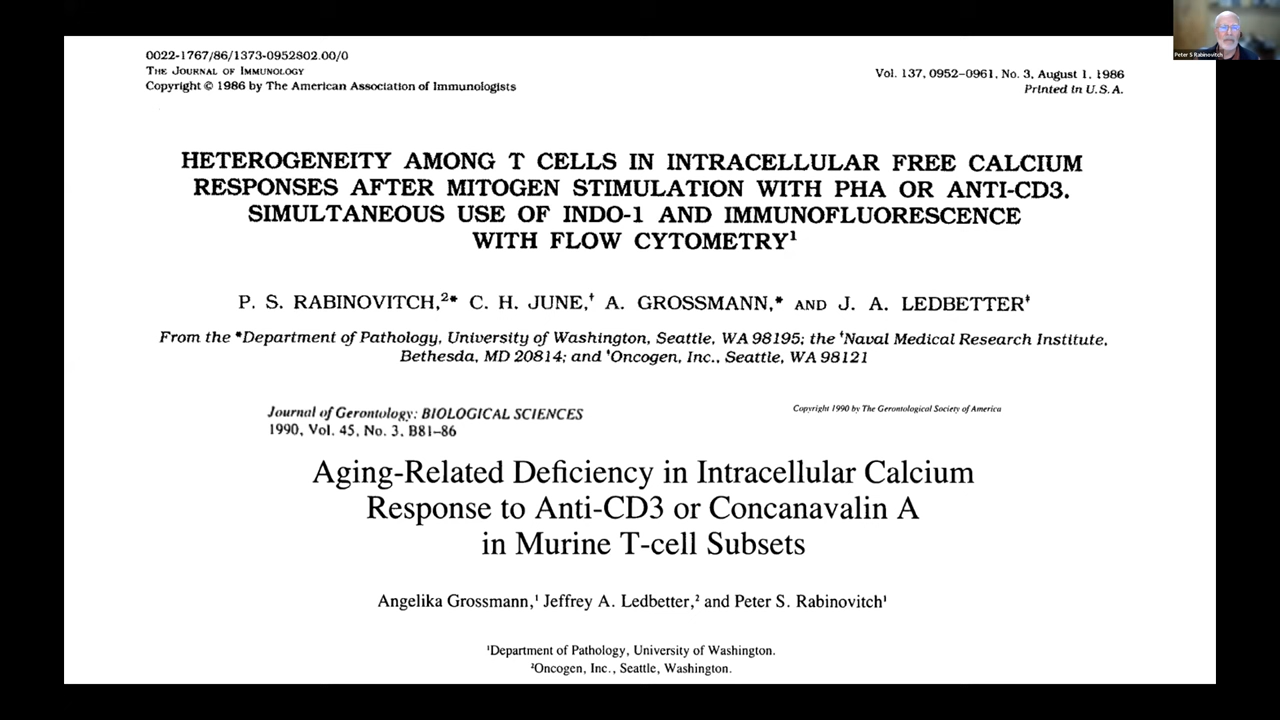 0022-1767/86/1373-0952$02.00/0
THE JOURNAL OF IMMUNOLOGY
Copyright © 1986 by The American Association of Immunologists
Vol. 137, 0952-0961, No. 3, August 1, 1986
Printed in U.S.A.
HETEROGENEITY AMONG T CELLS IN INTRACELLULAR FREE CALCIUM
RESPONSES AFTER MITOGEN STIMULATION WITH PHA OR ANTI-CD3.
SIMULTANEOUS USE OF INDO-1 AND IMMUNOFLUORESCENCE
WITH FLOW CYTOMETRY¹
P. S. RABINOVITCH,²* C. H. JUNE,† A. GROSSMANN,* AND J. A. LEDBETTER‡
From the *Department of Pathology, University of Washington, Seattle, WA 98195; the †Naval Medical Research Institute,
Bethesda, MD 20814; and ‡Oncogen, Inc., Seattle, WA 98121
Journal of Gerontology: BIOLOGICAL SCIENCES
1990, Vol. 45, No. 3, B81–86
Copyright 1990 by The Gerontological Society of America
Aging-Related Deficiency in Intracellular Calcium
Response to Anti-CD3 or Concanavalin A
in Murine T-cell Subsets
Angelika Grossmann,¹ Jeffrey A. Ledbetter,² and Peter S. Rabinovitch¹
¹Department of Pathology, University of Washington.
²Oncogen, Inc., Seattle, Washington.
Peter S Rabinovitch